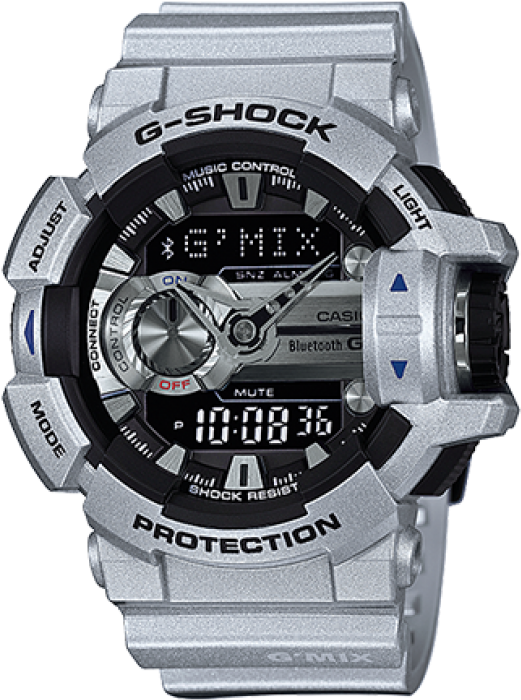 G-SHOCK
MUSIC CONTROL
ADJUST
LIGHT
G'MIX
SNZ ALM
ON
CONNECT
CONTROL
CASIO
Bluetooth
OFF
MUTE
P 10:08 36
MODE
SHOCK RESIST
PROTECTION
G'MIX